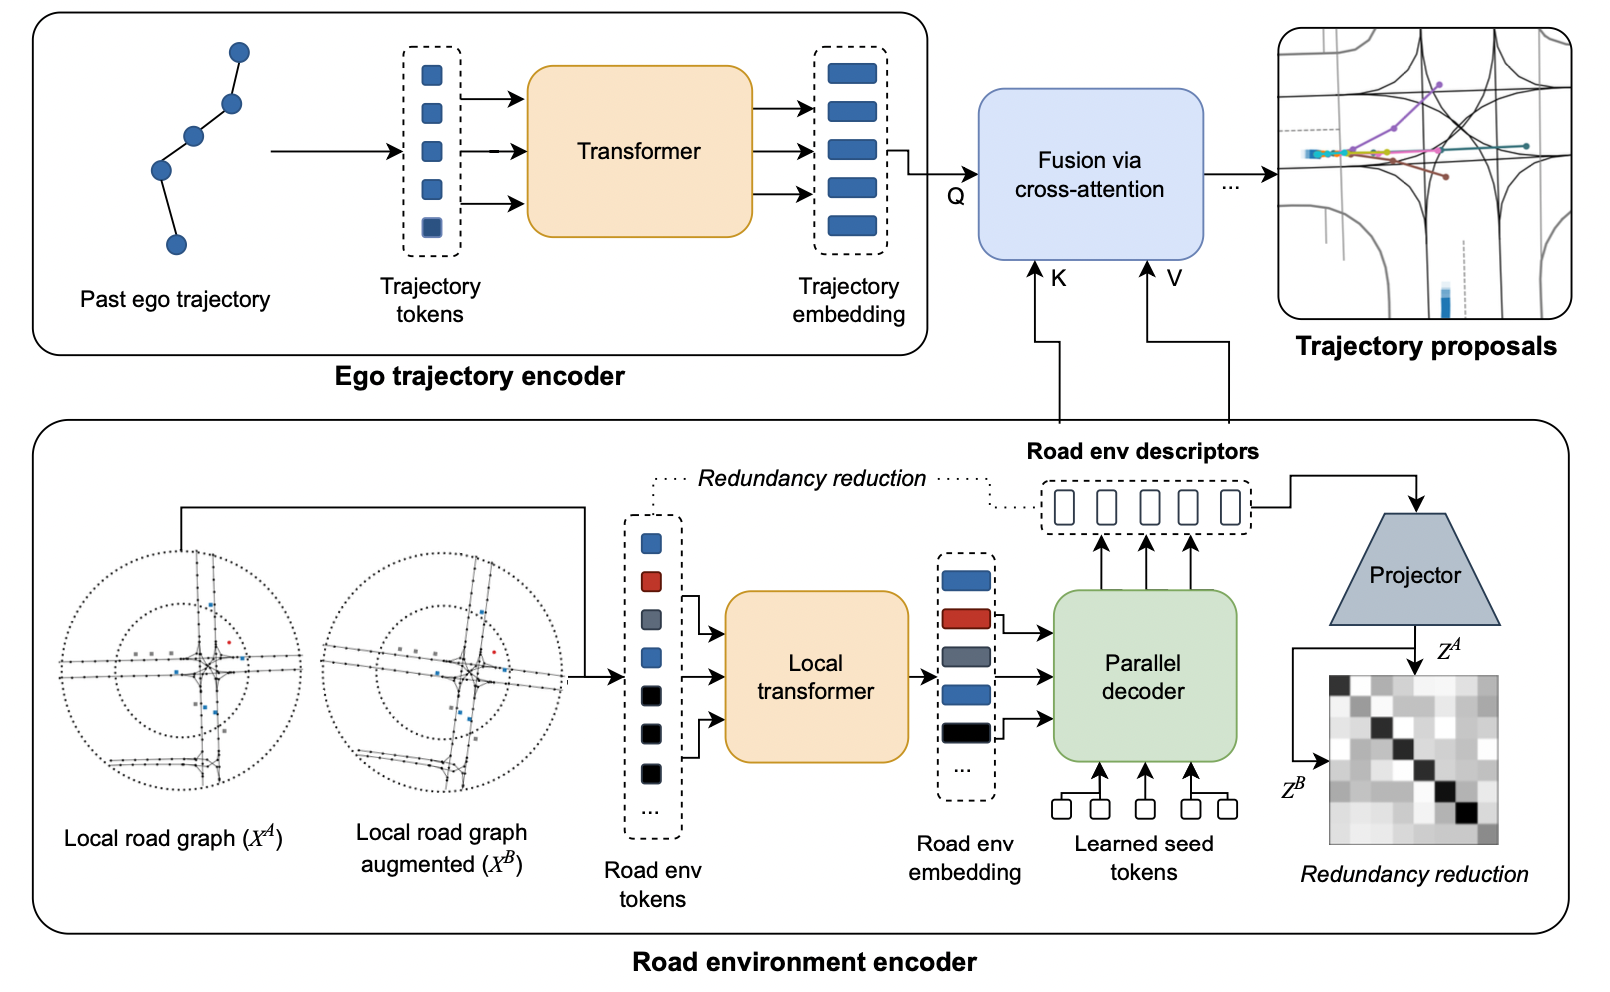 Past ego trajectory
Trajectory
tokens
Transformer
Trajectory
embedding
Q
Fusion via
cross-attention
K
V
...
Trajectory proposals
Ego trajectory encoder
Road env descriptors
Redundancy reduction
Projector
Z^A
Z^B
Local road graph (X^A)
Local road graph
augmented (X^B)
...
Road env
tokens
Local
transformer
...
Road env
embedding
Parallel
decoder
Learned seed
tokens
Redundancy reduction
Road environment encoder